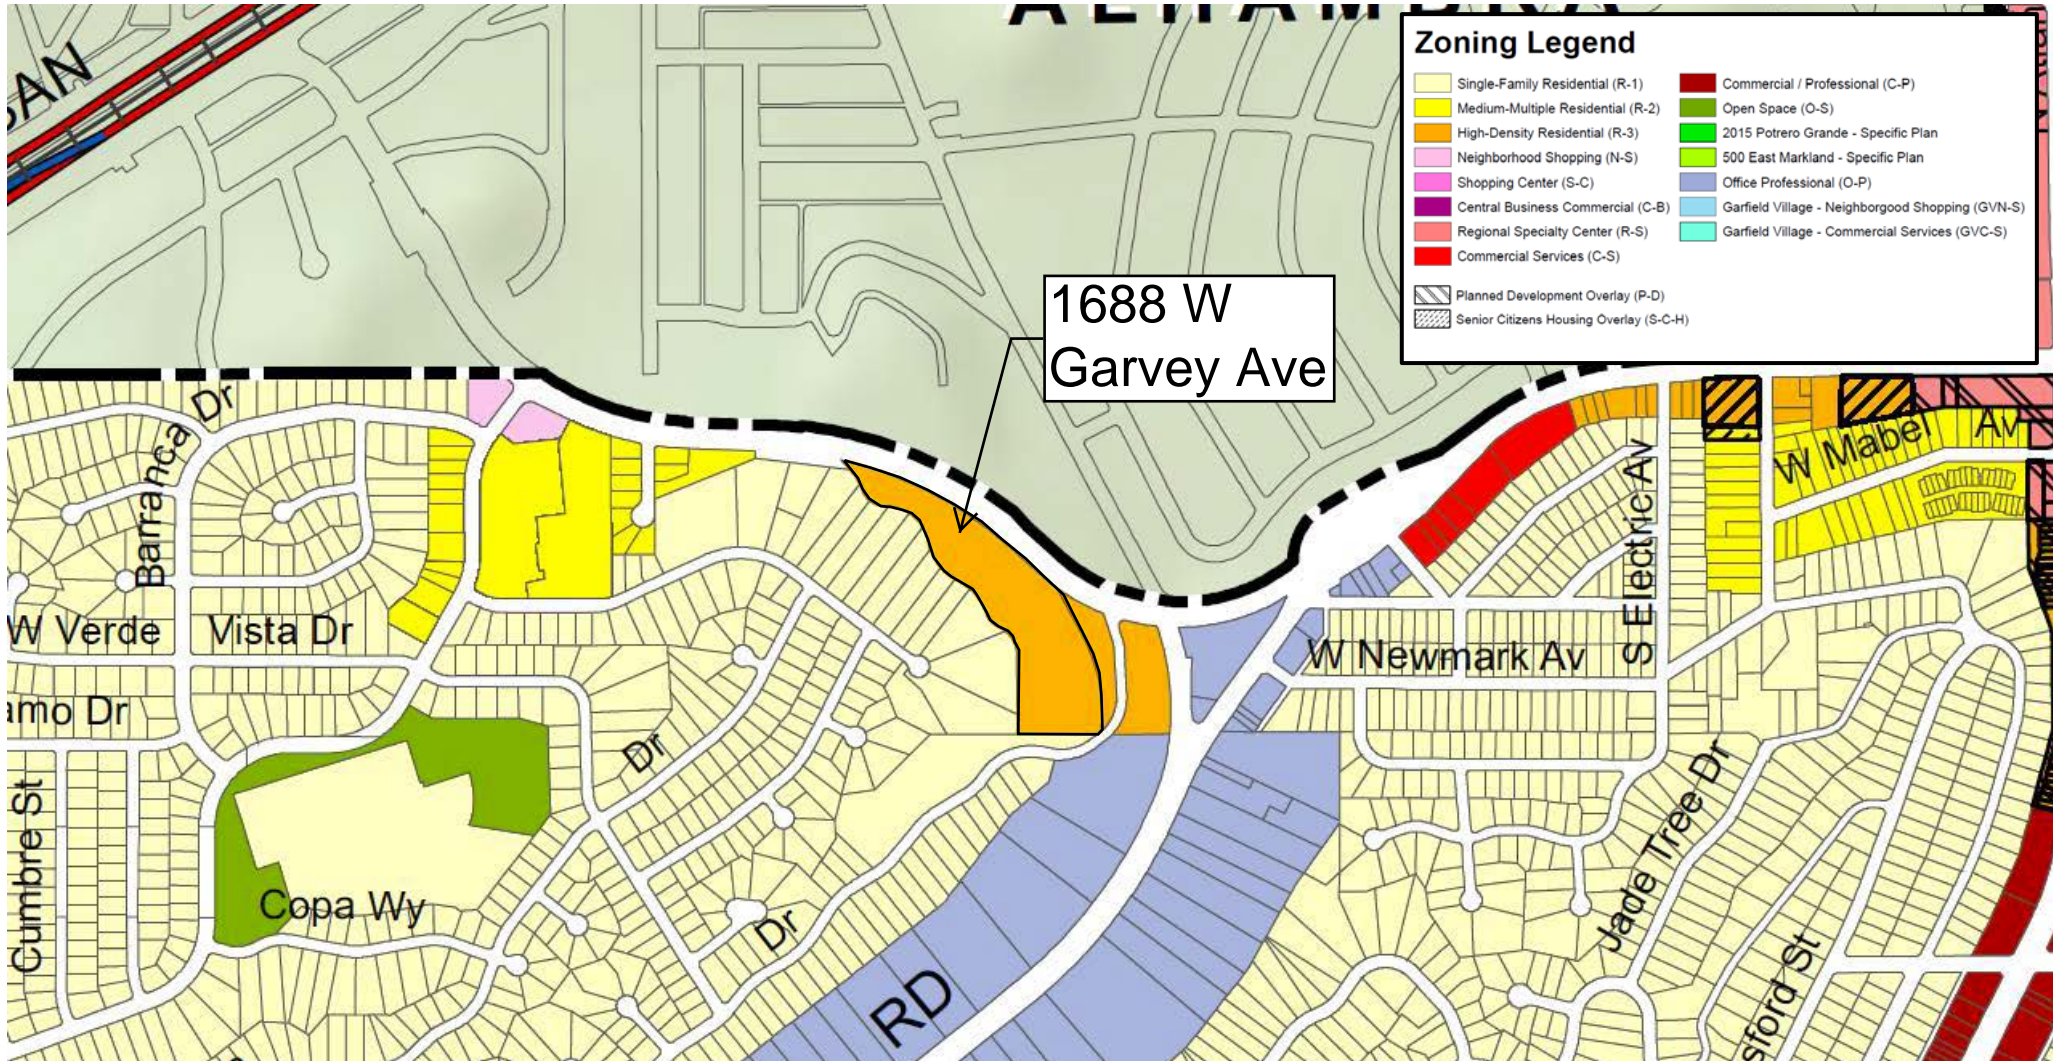 ALHAMBRA
SAN
Zoning Legend
Single-Family Residential (R-1)
Medium-Multiple Residential (R-2)
High-Density Residential (R-3)
Neighborhood Shopping (N-S)
Shopping Center (S-C)
Central Business Commercial (C-B)
Regional Specialty Center (R-S)
Commercial Services (C-S)
Commercial / Professional (C-P)
Open Space (O-S)
2015 Potrero Grande - Specific Plan
500 East Markland - Specific Plan
Office Professional (O-P)
Garfield Village - Neighborgood Shopping (GVN-S)
Garfield Village - Commercial Services (GVC-S)
Planned Development Overlay (P-D)
Senior Citizens Housing Overlay (S-C-H)
1688 W
Garvey Ave
Barranca Dr
W Mabel Av
S Electric Av
W Verde Vista Dr
W Newmark Av
amo Dr
Dr
Jade Tree Dr
Cumbre St
Copa Wy
Dr
RD
sford St